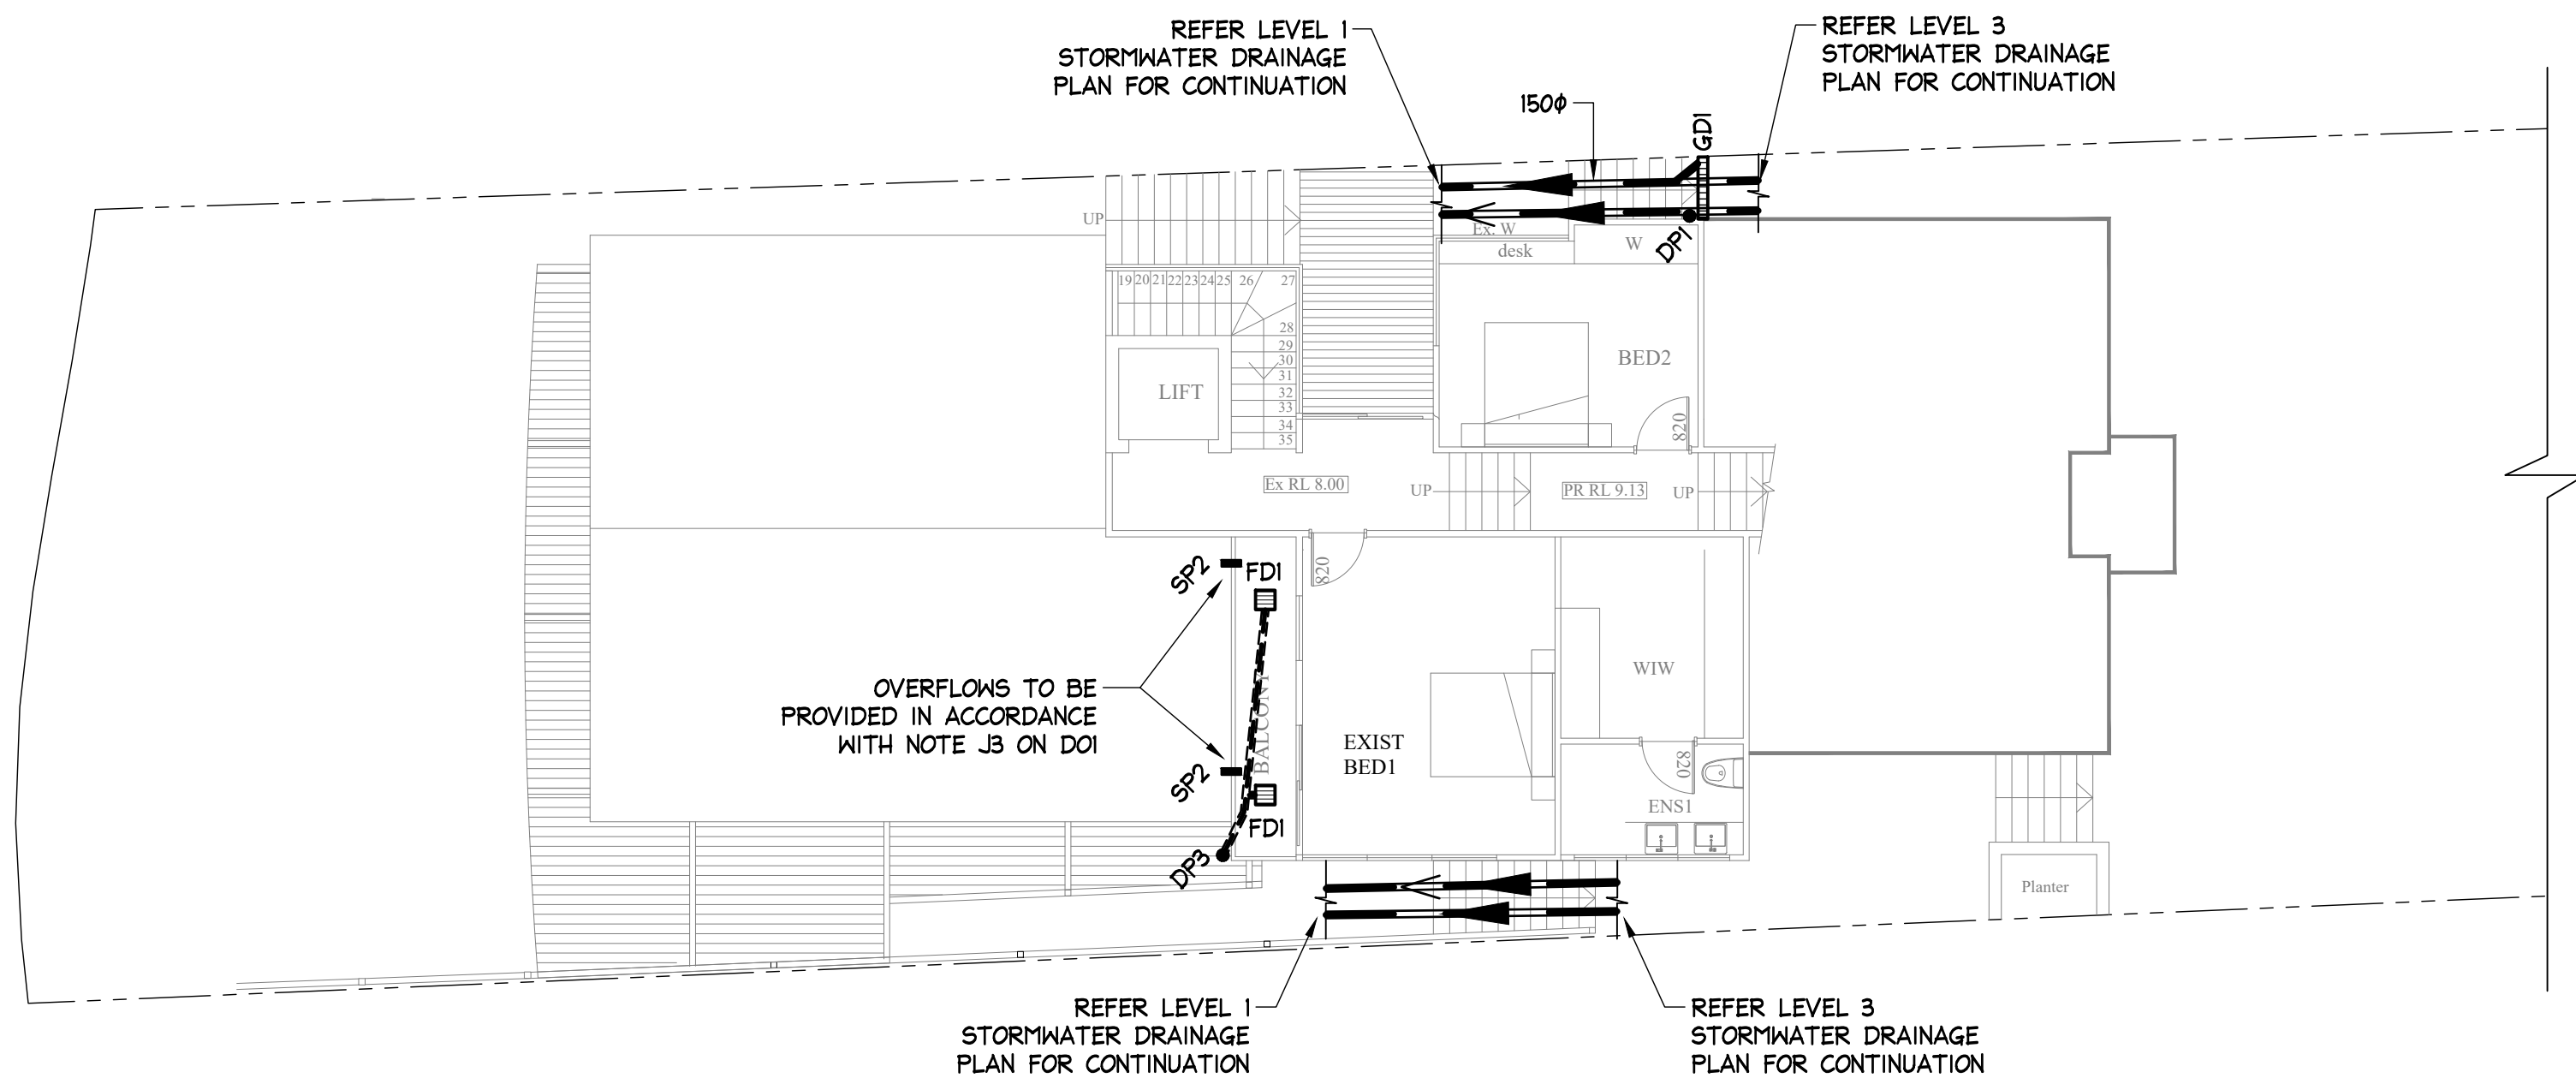 REFER LEVEL 1
STORMWATER DRAINAGE
PLAN FOR CONTINUATION
REFER LEVEL 3
STORMWATER DRAINAGE
PLAN FOR CONTINUATION
150ϕ
GD1
UP
Ex. W
desk
W
DP1
19 20 21 22 23 24 25 26 27
28
29
30
31
32
33
34
35
LIFT
BED2
820
Ex RL 8.00
UP
PR RL 9.13
UP
SP2
FD1
820
OVERFLOWS TO BE
PROVIDED IN ACCORDANCE
WITH NOTE J3 ON D01
BALCONY
WIW
EXIST
BED1
820
SP2
FD1
ENS1
DP3
Planter
REFER LEVEL 1
STORMWATER DRAINAGE
PLAN FOR CONTINUATION
REFER LEVEL 3
STORMWATER DRAINAGE
PLAN FOR CONTINUATION